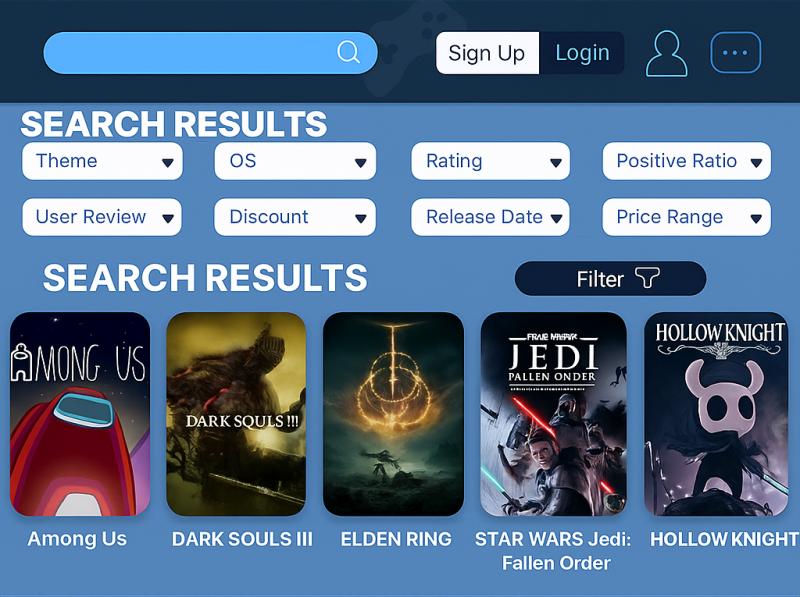 Sign Up
Login
SEARCH RESULTS
Theme
OS
Rating
Positive Ratio
User Review
Discount
Release Date
Price Range
SEARCH RESULTS
Filter
AMONG US
DARK SQULS III
JEDI
PALLEN ONDER
HOLLOW KNIGHT
Among Us
DARK SOULS III
ELDEN RING
STAR WARS Jedi:
Fallen Order
HOLLOW KNIGHT